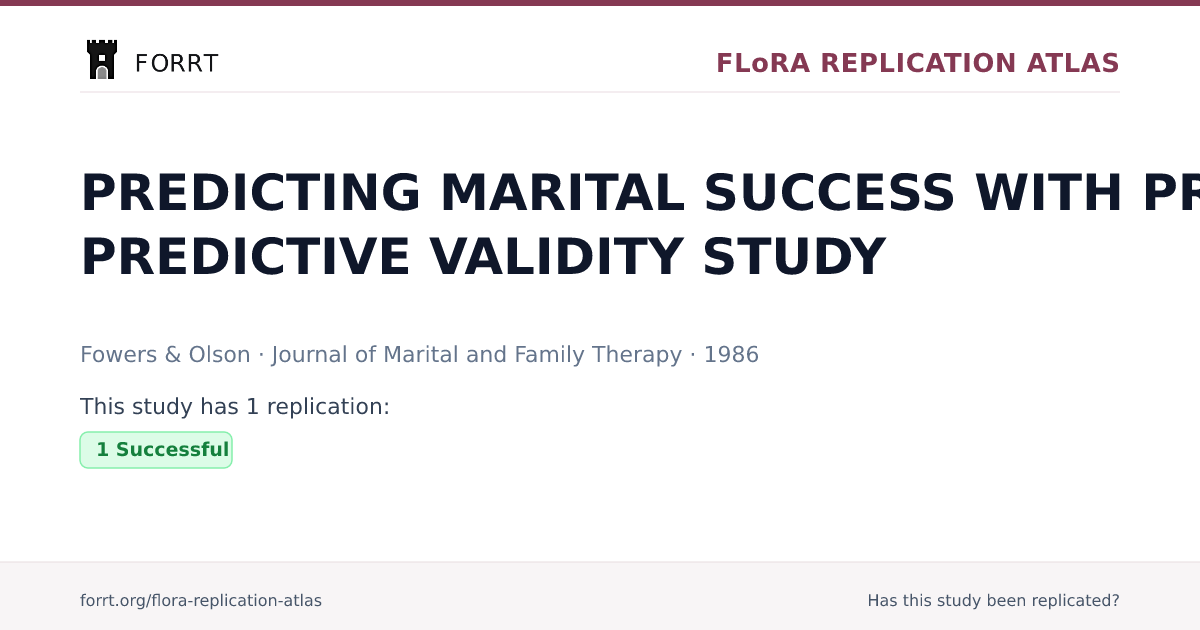 FORRT
FLoRA REPLICATION ATLAS
PREDICTING MARITAL SUCCESS WITH PR
PREDICTIVE VALIDITY STUDY
Fowers & Olson · Journal of Marital and Family Therapy · 1986
This study has 1 replication:
1 Successful
forrt.org/flora-replication-atlas
Has this study been replicated?